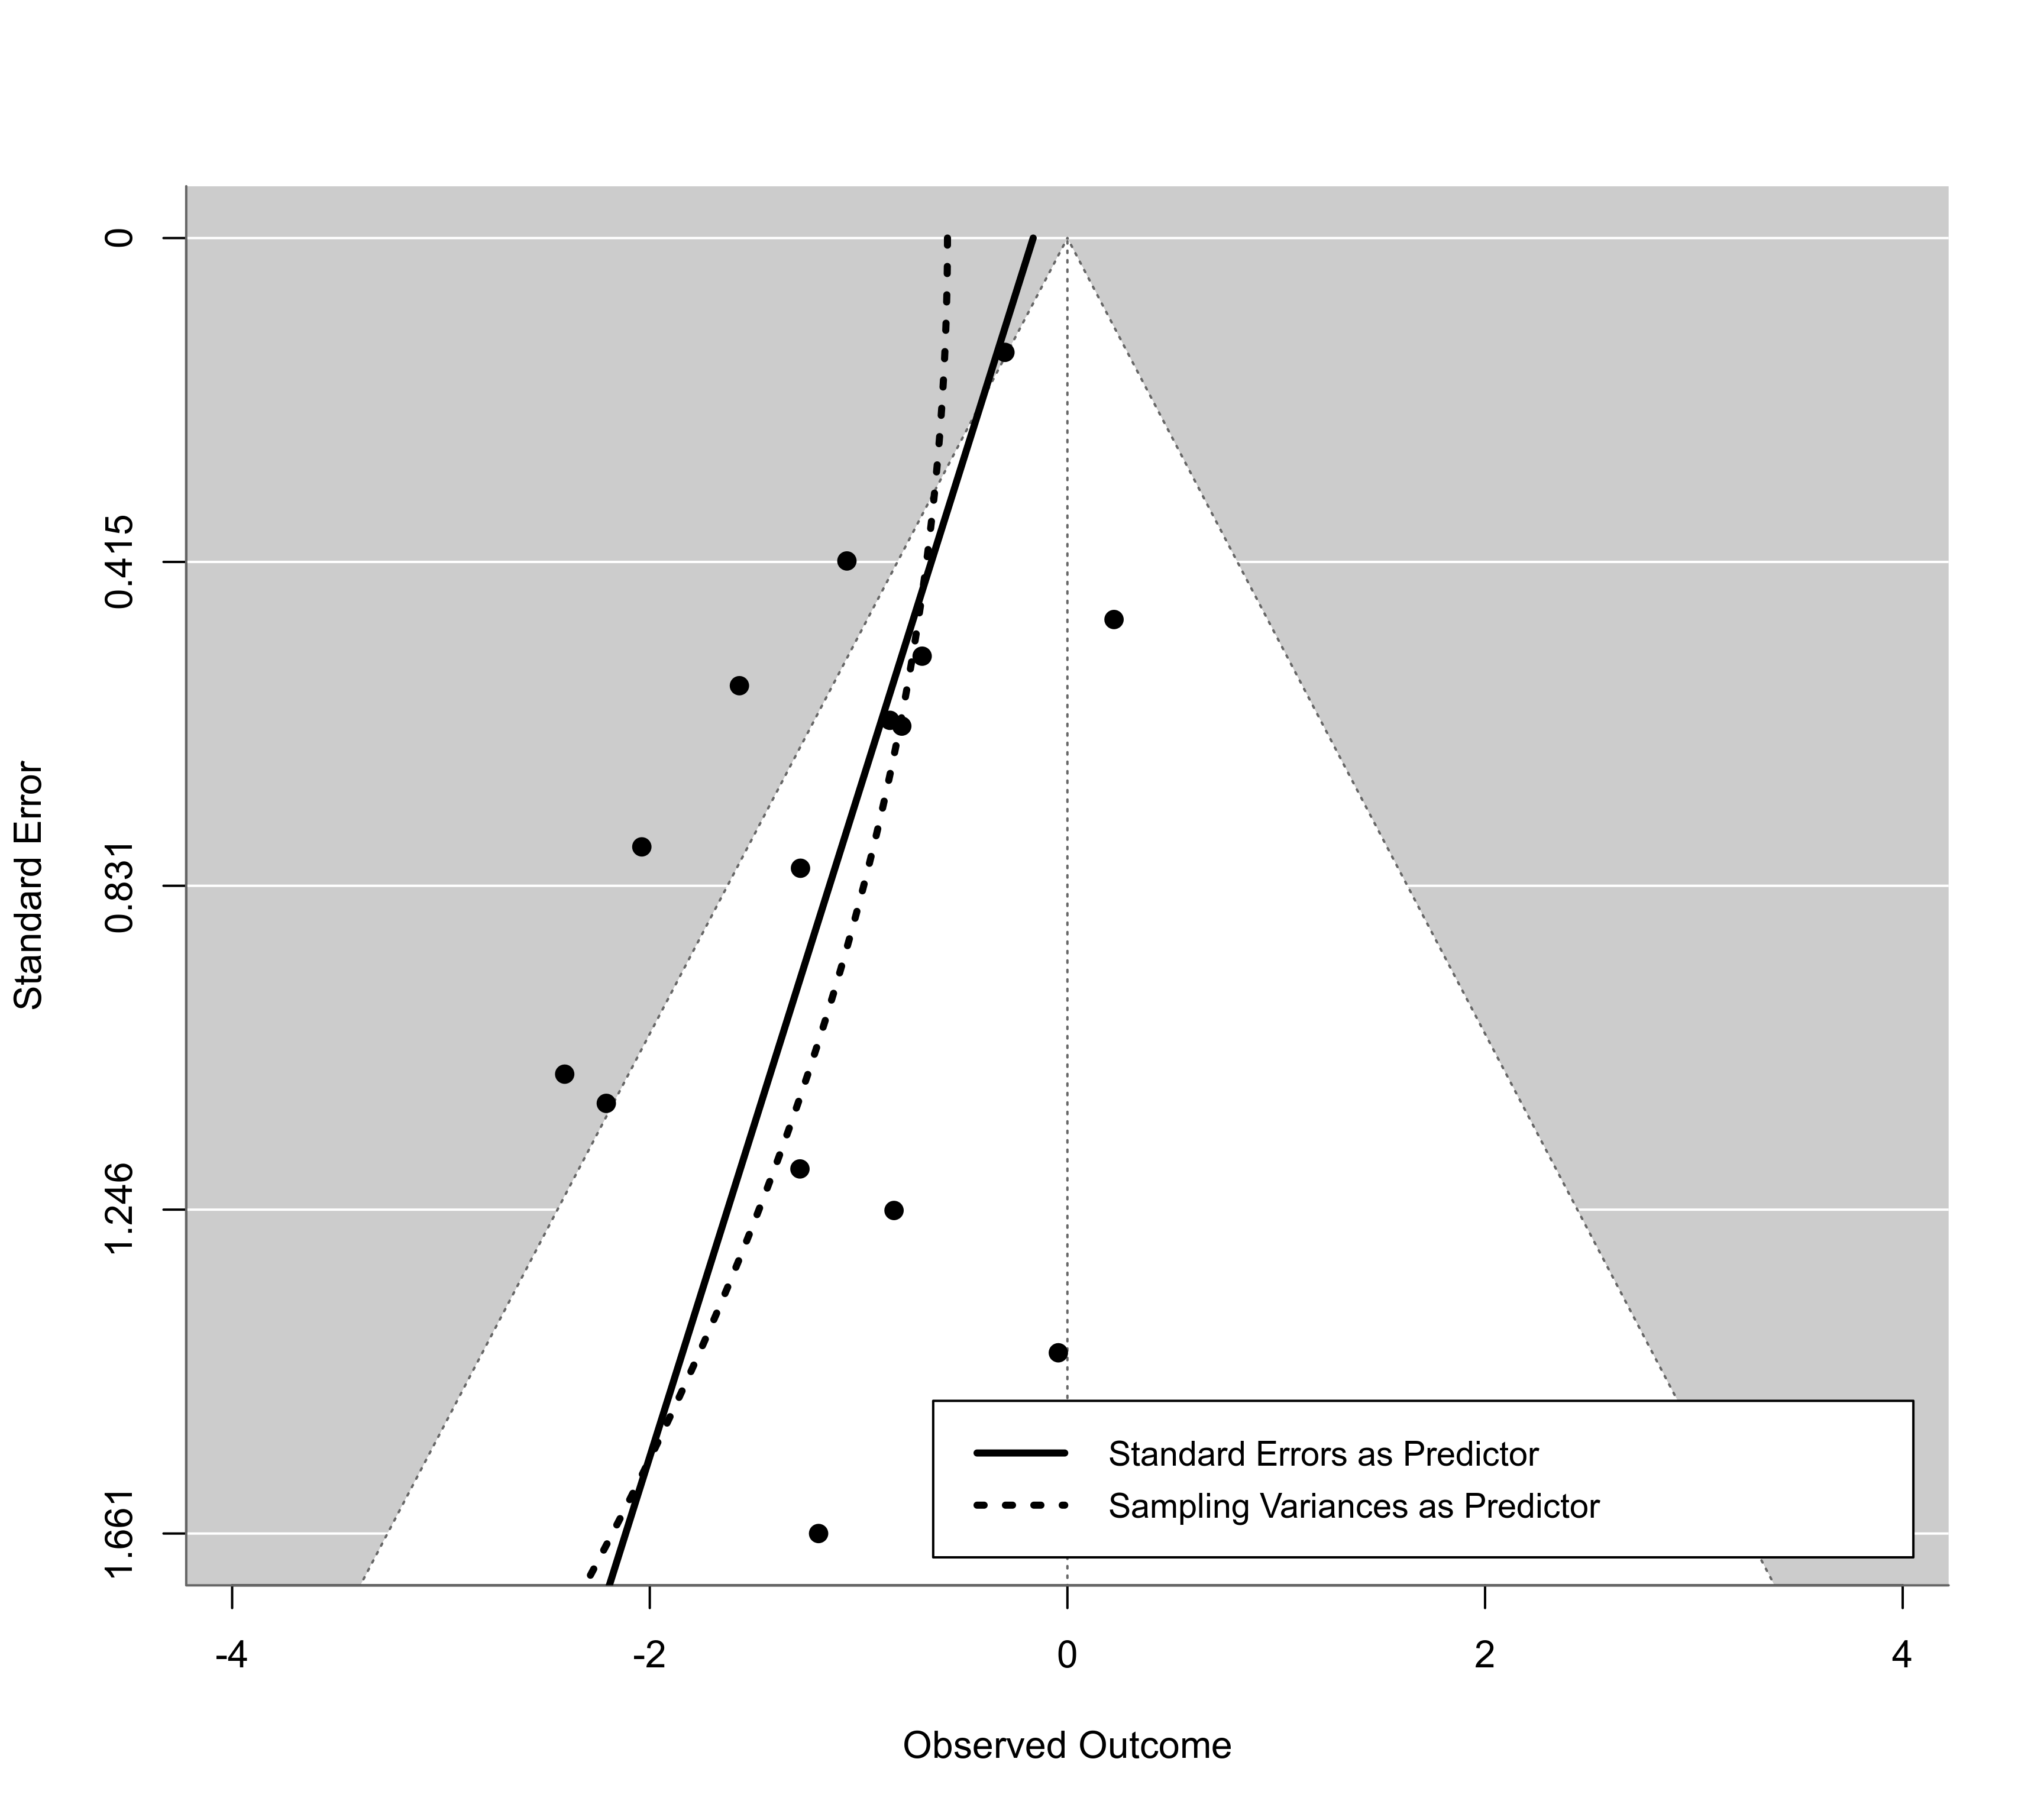 Standard Error
0
0.415
0.831
1.246
1.661
Standard Errors as Predictor
Sampling Variances as Predictor
-4
-2
0
2
4
Observed Outcome